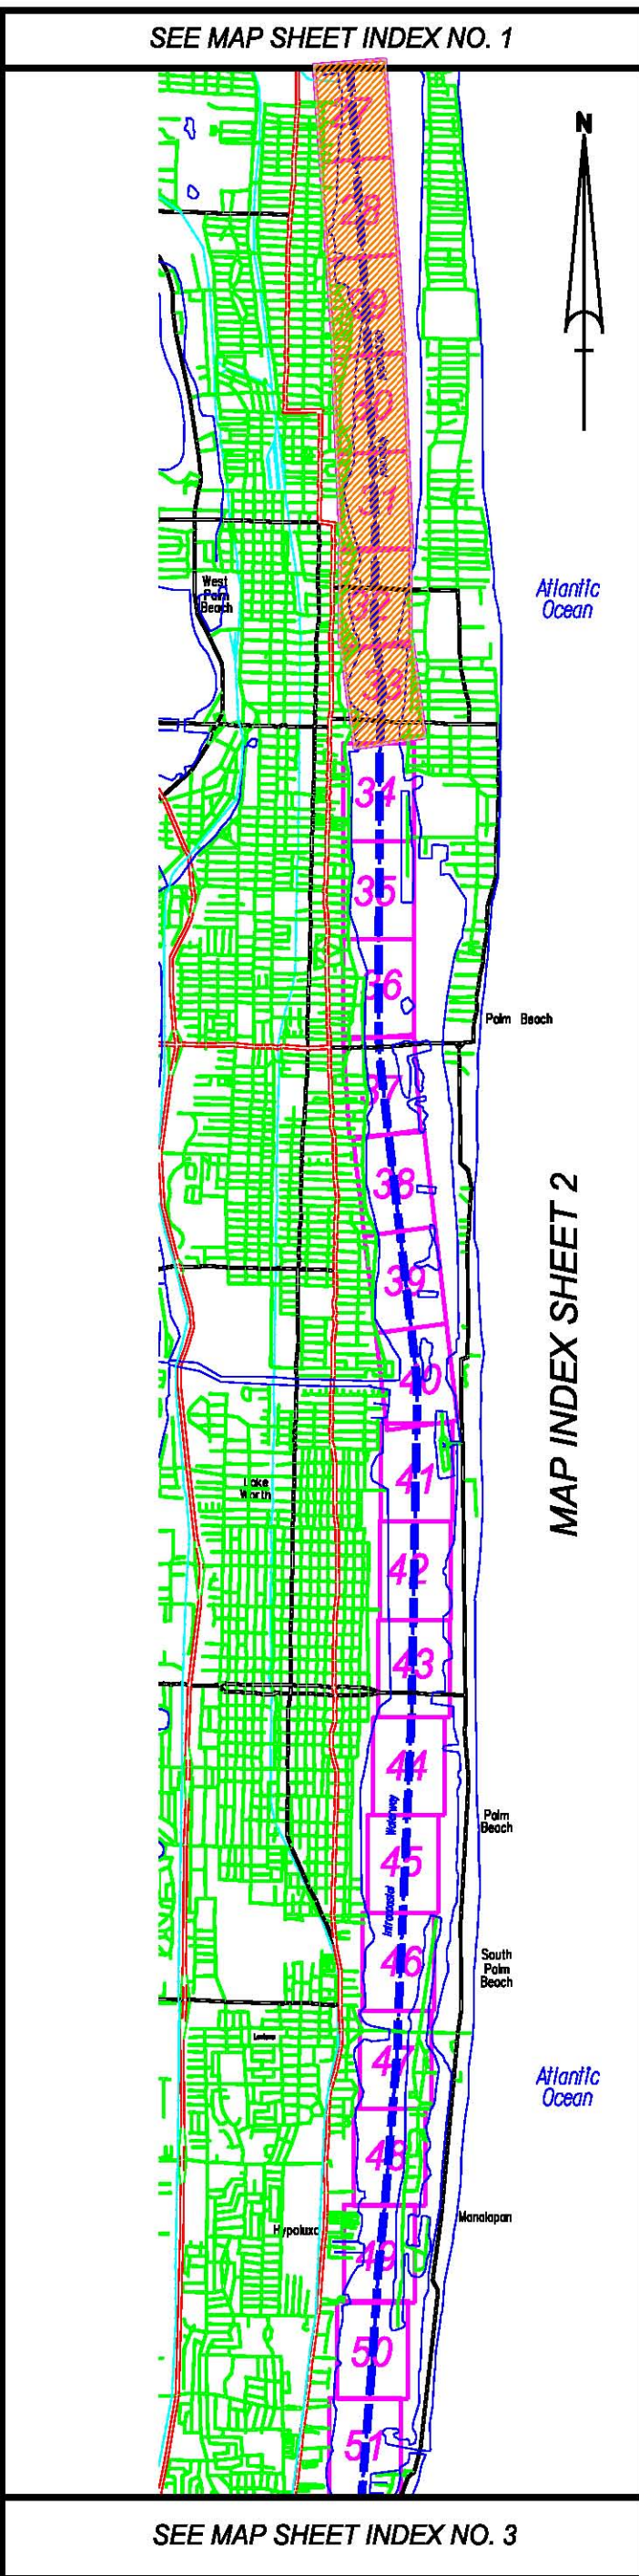 SEE MAP SHEET INDEX NO. 1
N
27
28
29
30
31
32
33
West
Palm
Beach
Atlantic
Ocean
34
35
36
Palm Beach
37
38
39
40
MAP INDEX SHEET 2
41
Lake
Worth
42
43
44
Palm
Beach
Intracoastal Waterway
45
46
South
Palm
Beach
Lantana
47
Atlantic
Ocean
48
Manalapan
Hypoluxo
49
50
51
SEE MAP SHEET INDEX NO. 3